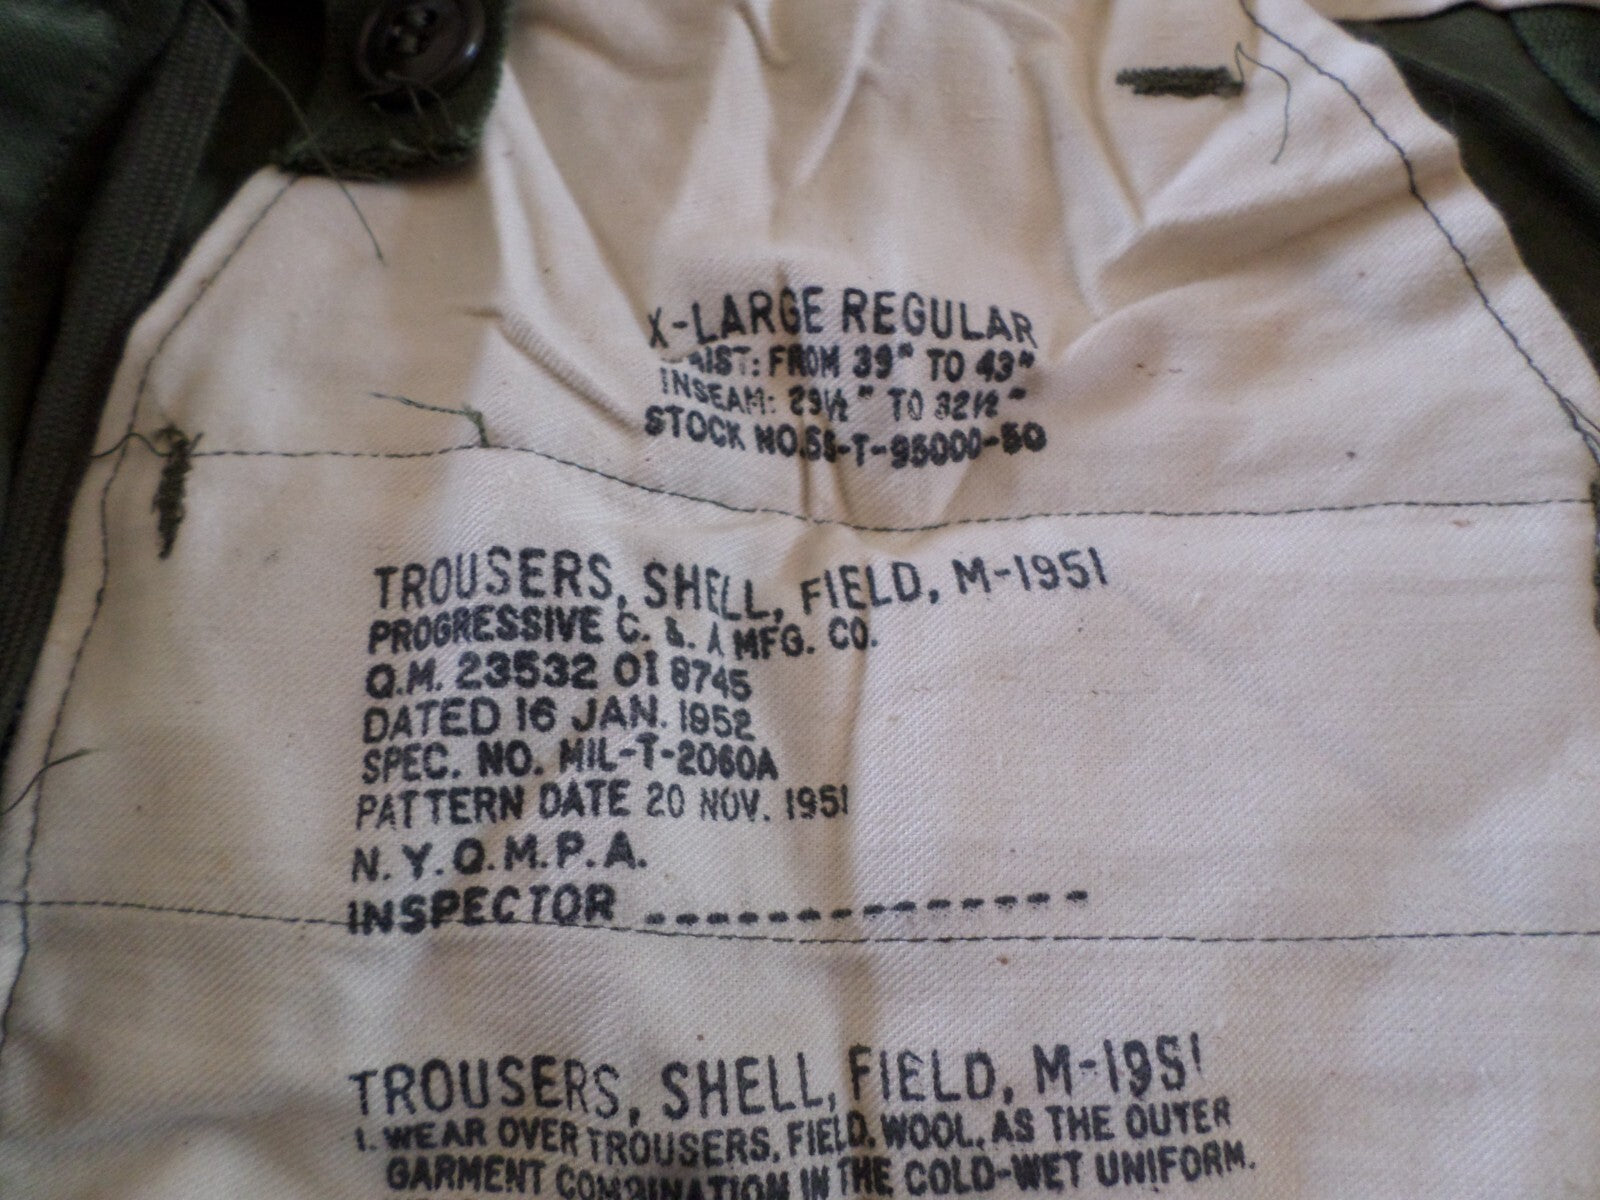 X-LARGE REGULAR
WAIST: FROM 39" TO 43"
INSEAM: 29½" TO 32½"
STOCK NO.55-T-95000-50
TROUSERS, SHELL, FIELD, M-1951
PROGRESSIVE C. & A MFG. CO.
Q.M. 23532 OI 8745
DATED 16 JAN. 1952
SPEC. NO. MIL-T-2060A
PATTERN DATE 20 NOV. 1951
N.Y.Q.M.P.A.
INSPECTOR ---------------
TROUSERS, SHELL, FIELD, M-1951
1. WEAR OVER TROUSERS, FIELD, WOOL, AS THE OUTER
GARMENT COMBINATION IN THE COLD-WET UNIFORM.